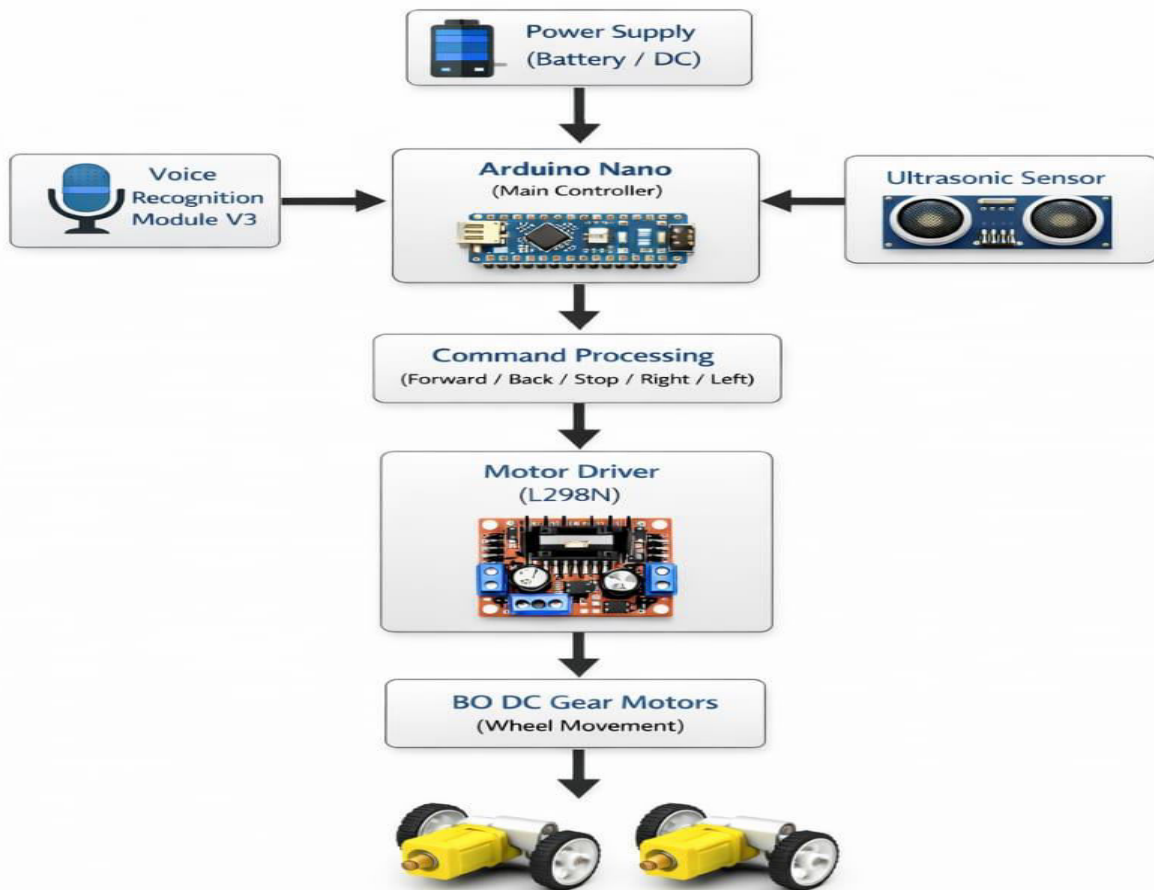 Power Supply
(Battery / DC)
Voice
Recognition
Module V3
Arduino Nano
(Main Controller)
Ultrasonic Sensor
Command Processing
(Forward / Back / Stop / Right / Left)
Motor Driver
(L298N)
BO DC Gear Motors
(Wheel Movement)